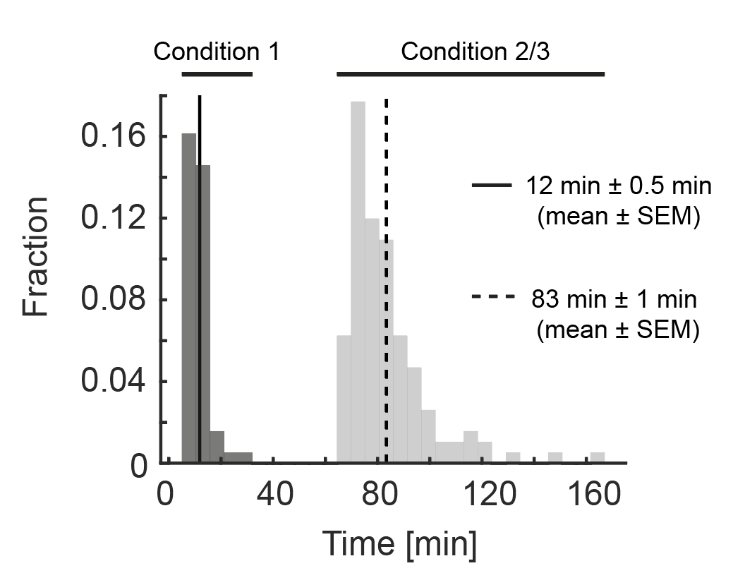 Condition 1
Condition 2/3
0.16
0.12
0.08
0.04
0
Fraction
12 min ± 0.5 min
(mean ± SEM)
83 min ± 1 min
(mean ± SEM)
0 40 80 120 160
Time [min]